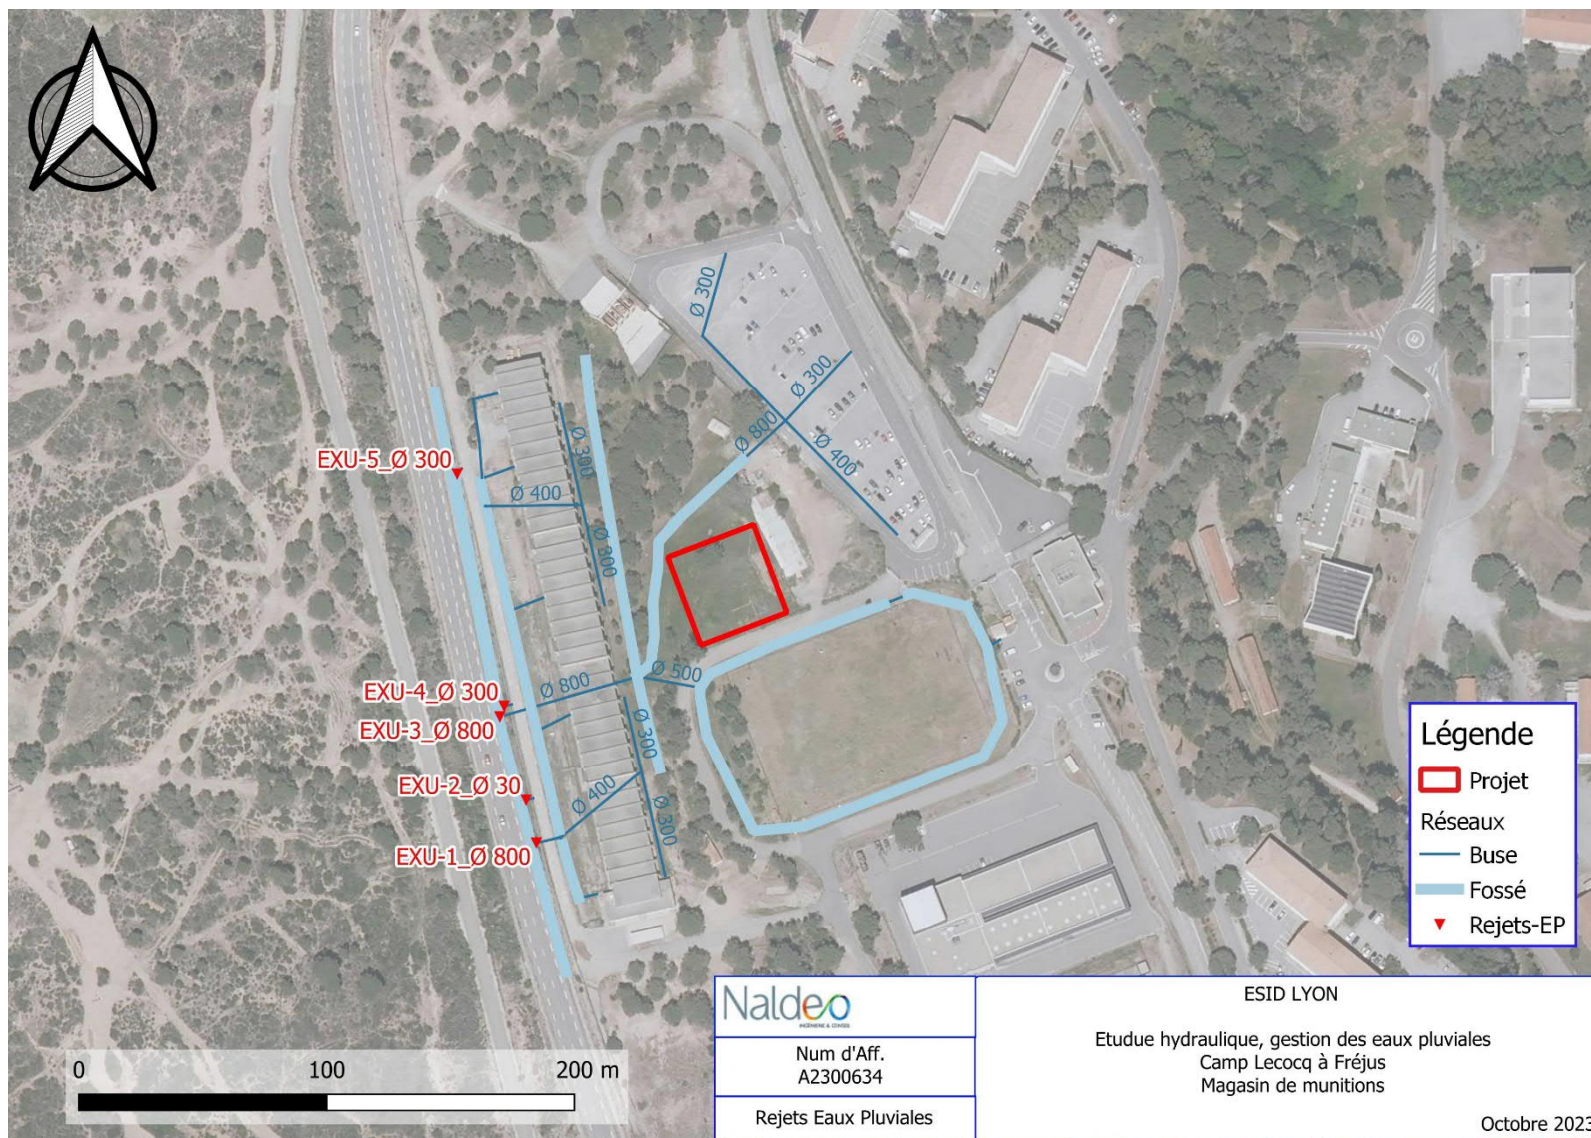 Ø 300
Ø 300
Ø 800
Ø 400
Ø 300
EXU-5_Ø 300
Ø 400
Ø 300
Ø 500
EXU-4_Ø 300
Ø 800
EXU-3_Ø 800
Ø 300
EXU-2_Ø 30
Ø 400
Ø 300
EXU-1_Ø 800
Légende
Projet
Réseaux
Buse
Fossé
Rejets-EP
0 100 200 m
Naldeo
INGÉNIERIE & CONSEIL
Num d'Aff.
A2300634
Rejets Eaux Pluviales
ESID LYON
Etudue hydraulique, gestion des eaux pluviales
Camp Lecocq à Fréjus
Magasin de munitions
Octobre 2023